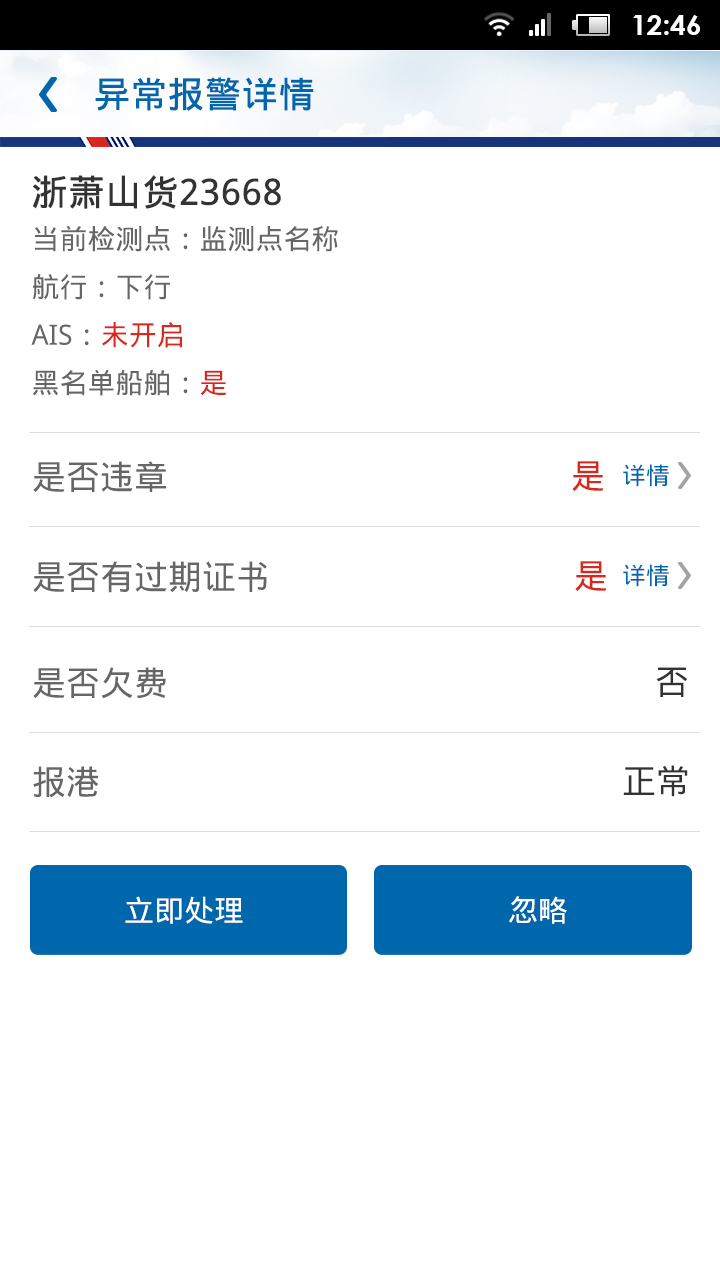 12:46
异常报警详情
浙萧山货23668
当前检测点：监测点名称
航行：下行
AIS：未开启
黑名单船舶：是
是否违章 是 详情
是否有过期证书 是 详情
是否欠费 否
报港 正常
立即处理 忽略